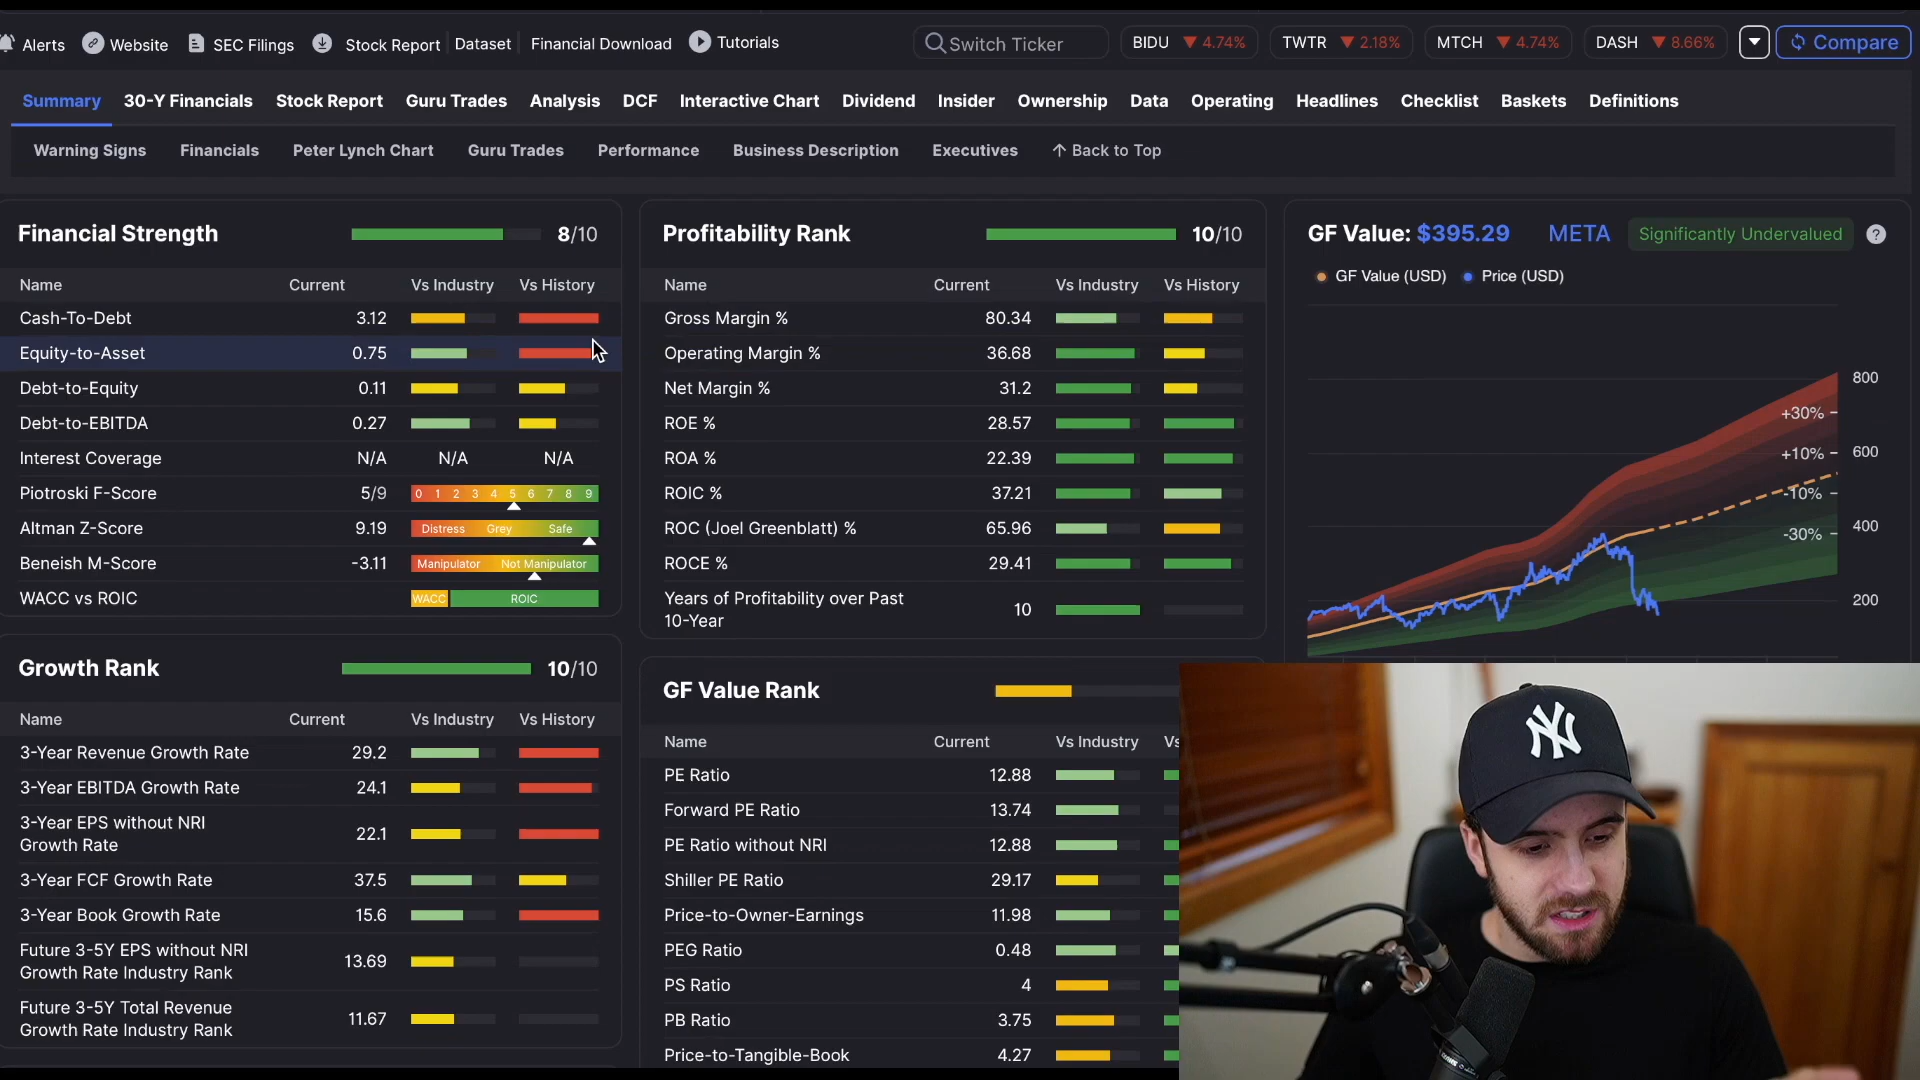 Alerts Website SEC Filings Stock Report Dataset Financial Download Tutorials Switch Ticker BIDU ▼ 4.74% TWTR ▼ 2.18% MTCH ▼ 4.74% DASH ▼ 8.66% Compare
Summary 30-Y Financials Stock Report Guru Trades Analysis DCF Interactive Chart Dividend Insider Ownership Data Operating Headlines Checklist Baskets Definitions
Warning Signs Financials Peter Lynch Chart Guru Trades Performance Business Description Executives ↑ Back to Top
Financial Strength 8/10
Name Current Vs Industry Vs History
Cash-To-Debt 3.12
Equity-to-Asset 0.75
Debt-to-Equity 0.11
Debt-to-EBITDA 0.27
Interest Coverage N/A N/A N/A
Piotroski F-Score 5/9 0 1 2 3 4 5 6 7 8 9
Altman Z-Score 9.19 Distress Grey Safe
Beneish M-Score -3.11 Manipulator Not Manipulator
WACC vs ROIC WACC ROIC
Growth Rank 10/10
Name Current Vs Industry Vs History
3-Year Revenue Growth Rate 29.2
3-Year EBITDA Growth Rate 24.1
3-Year EPS without NRI
Growth Rate 22.1
3-Year FCF Growth Rate 37.5
3-Year Book Growth Rate 15.6
Future 3-5Y EPS without NRI
Growth Rate Industry Rank 13.69
Future 3-5Y Total Revenue
Growth Rate Industry Rank 11.67
Profitability Rank 10/10
Name Current Vs Industry Vs History
Gross Margin % 80.34
Operating Margin % 36.68
Net Margin % 31.2
ROE % 28.57
ROA % 22.39
ROIC % 37.21
ROC (Joel Greenblatt) % 65.96
ROCE % 29.41
Years of Profitability over Past
10-Year 10
GF Value Rank
Name Current Vs Industry Vs
PE Ratio 12.88
Forward PE Ratio 13.74
PE Ratio without NRI 12.88
Shiller PE Ratio 29.17
Price-to-Owner-Earnings 11.98
PEG Ratio 0.48
PS Ratio 4
PB Ratio 3.75
Price-to-Tangible-Book 4.27
GF Value: $395.29 META Significantly Undervalued ?
GF Value (USD) Price (USD)
800
+30%
+10% 600
-10%
400
-30%
200
NY